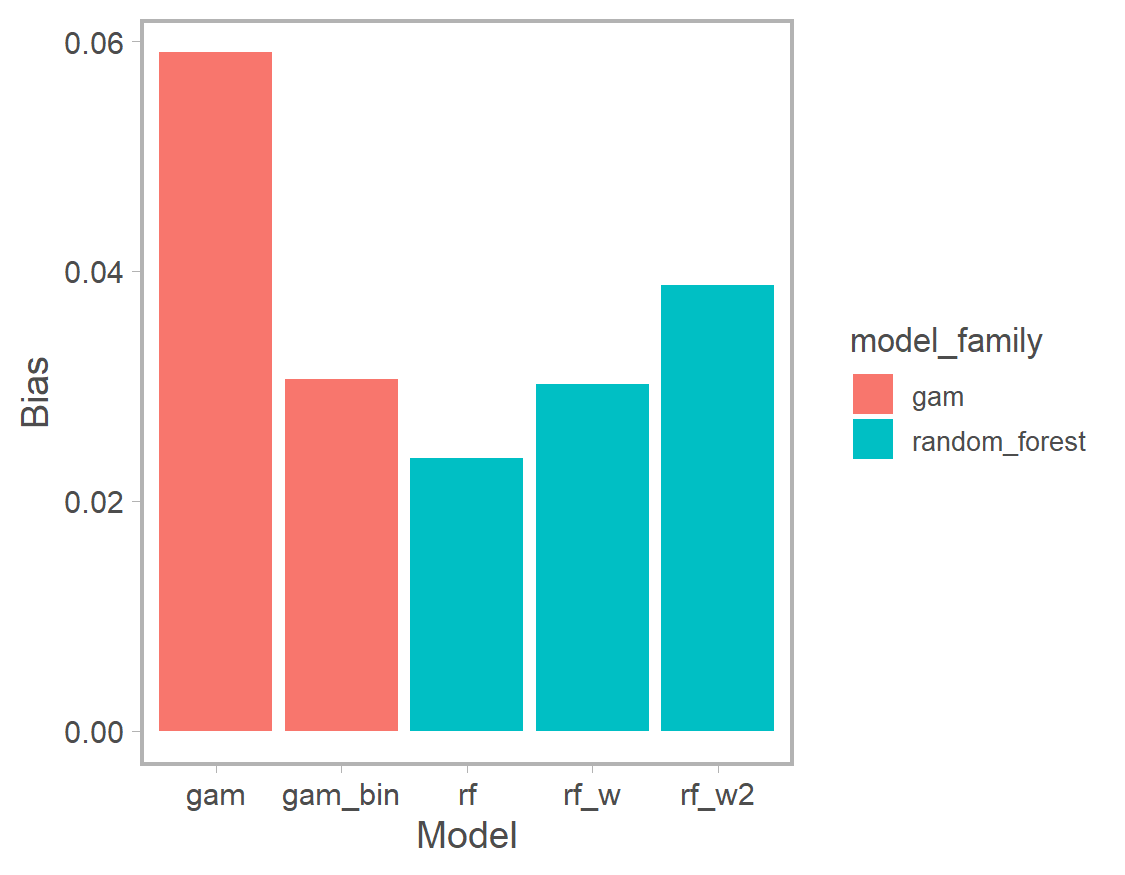 0.06
0.04
0.02
0.00
Bias
gam
gam_bin
rf
rf_w
rf_w2
Model
model_family
gam
random_forest